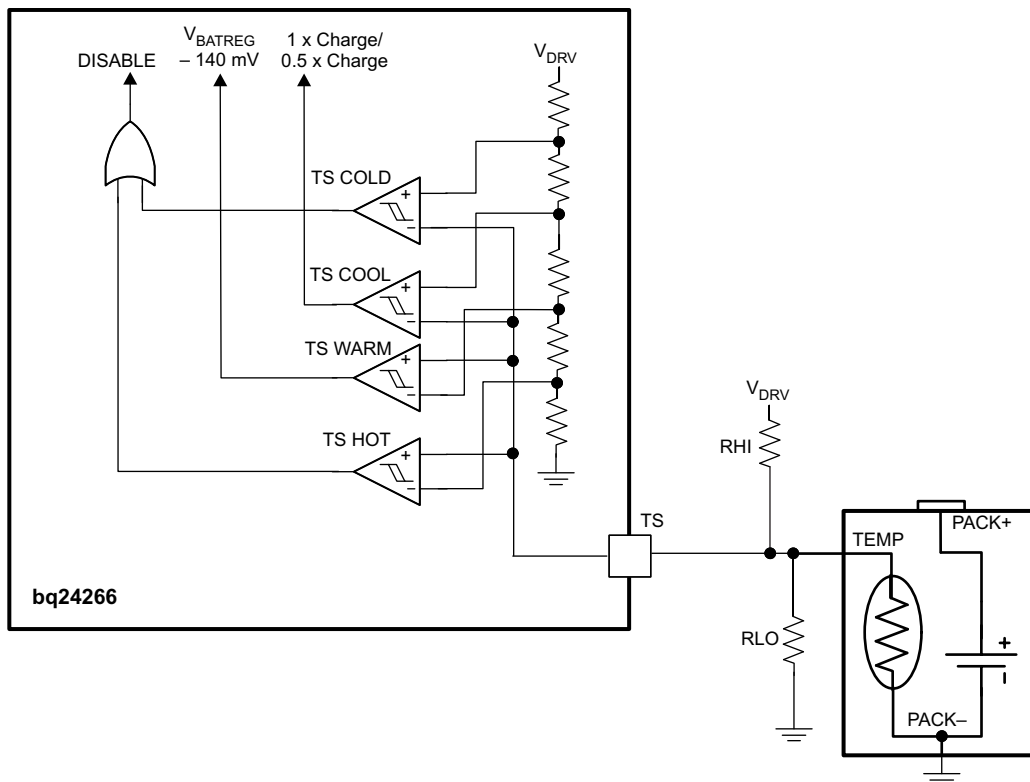 DISABLE
VBATREG
– 140 mV
1 x Charge/
0.5 x Charge
VDRV
TS COLD
+
−
TS COOL
+
−
TS WARM
+
−
TS HOT
+
−
bq24266
TS
VDRV
RHI
RLO
TEMP
PACK+
+
−
PACK–